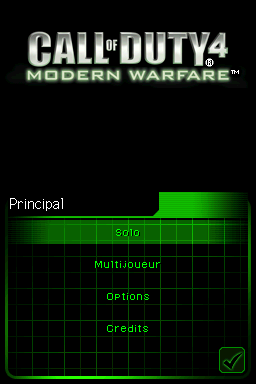 CALL OF DUTY 4®
MODERN WARFARE™
Principal
Solo
Multijoueur
Options
Credits